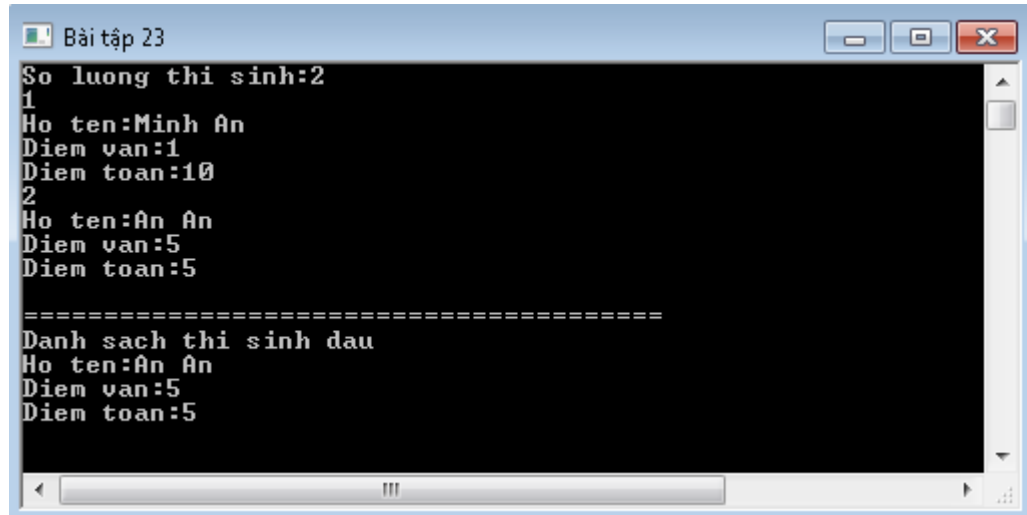 Bài tập 23
So luong thi sinh:2
1
Ho ten:Minh An
Diem van:1
Diem toan:10
2
Ho ten:An An
Diem van:5
Diem toan:5
========================================
Danh sach thi sinh dau
Ho ten:An An
Diem van:5
Diem toan:5